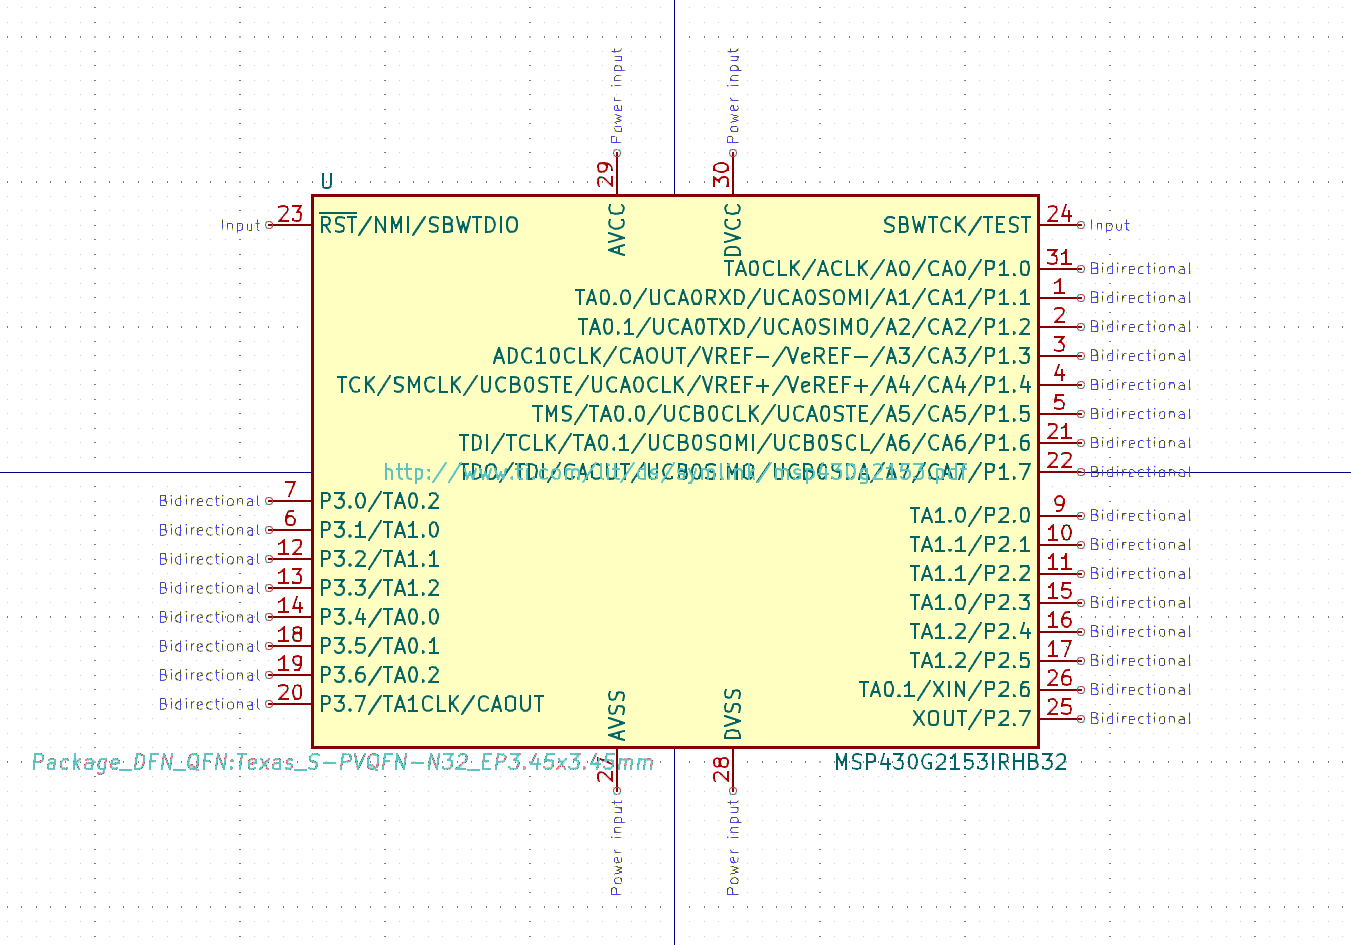 Power input
Power input
29
30
U
AVCC
DVCC
Input 23 RST/NMI/SBWTDIO
SBWTCK/TEST 24 Input
TA0CLK/ACLK/A0/CA0/P1.0 31 Bidirectional
TA0.0/UCA0RXD/UCA0SOMI/A1/CA1/P1.1 1 Bidirectional
TA0.1/UCA0TXD/UCA0SIMO/A2/CA2/P1.2 2 Bidirectional
ADC10CLK/CAOUT/VREF-/VeREF-/A3/CA3/P1.3 3 Bidirectional
TCK/SMCLK/UCB0STE/UCA0CLK/VREF+/VeREF+/A4/CA4/P1.4 4 Bidirectional
TMS/TA0.0/UCB0CLK/UCA0STE/A5/CA5/P1.5 5 Bidirectional
TDI/TCLK/TA0.1/UCB0SOMI/UCB0SCL/A6/CA6/P1.6 21 Bidirectional
TDO/TDI/CAOUT/UCB0SIMO/UCB0SDA/A7/CA7/P1.7 22 Bidirectional
http://www.ti.com/lit/ds/symlink/msp430g2153.pdf
Bidirectional 7 P3.0/TA0.2
Bidirectional 6 P3.1/TA1.0
Bidirectional 12 P3.2/TA1.1
Bidirectional 13 P3.3/TA1.2
Bidirectional 14 P3.4/TA0.0
Bidirectional 18 P3.5/TA0.1
Bidirectional 19 P3.6/TA0.2
Bidirectional 20 P3.7/TA1CLK/CAOUT
TA1.0/P2.0 9 Bidirectional
TA1.1/P2.1 10 Bidirectional
TA1.1/P2.2 11 Bidirectional
TA1.0/P2.3 15 Bidirectional
TA1.2/P2.4 16 Bidirectional
TA1.2/P2.5 17 Bidirectional
TA0.1/XIN/P2.6 26 Bidirectional
XOUT/P2.7 25 Bidirectional
AVSS
DVSS
Package_DFN_QFN:Texas_S-PVQFN-N32_EP3.45x3.45mm
MSP430G2153IRHB32
27
28
Power input
Power input